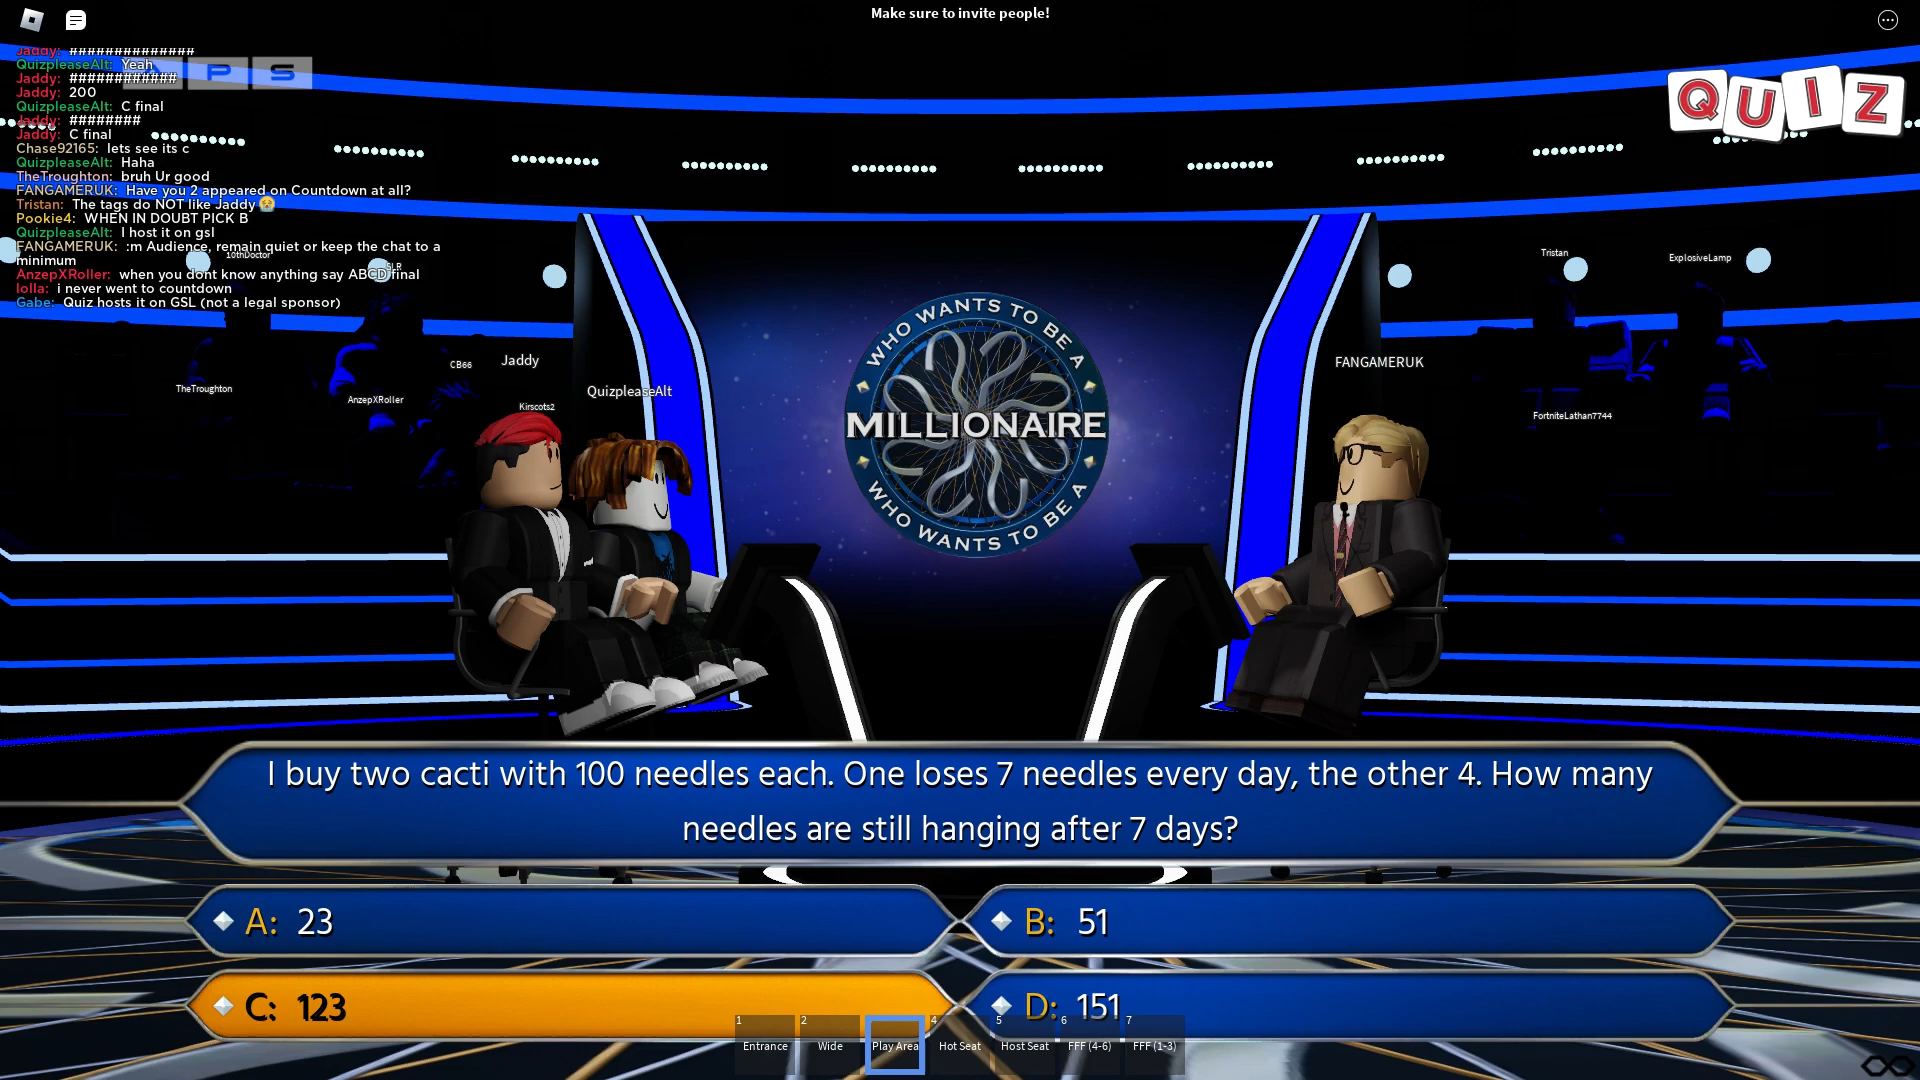 Make sure to invite people!
Jaddy: ##############
QuizpleaseAlt: Yeah
Jaddy: ############
Jaddy: 200
QuizpleaseAlt: C final
Jaddy: ########
Jaddy: C final
Chase92165: lets see its c
QuizpleaseAlt: Haha
TheTroughton: bruh Ur good
FANGAMERUK: Have you 2 appeared on Countdown at all?
Tristan: The tags do NOT like Jaddy 😭
Pookie4: WHEN IN DOUBT PICK B
QuizpleaseAlt: I host it on gsl
FANGAMERUK: :m Audience, remain quiet or keep the chat to a
minimum
AnzepXRoller: when you dont know anything say ABCD final
lolla: i never went to countdown
Gabe: Quiz hosts it on GSL (not a legal sponsor)
P S
QUIZ
10thDoctor
Tristan
ExplosiveLamp
TheTroughton
AnzepXRoller
CB66
Jaddy
Kirscots2
QuizpleaseAlt
FANGAMERUK
FortniteLathan7744
WHO WANTS TO BE A
MILLIONAIRE
WHO WANTS TO BE A
I buy two cacti with 100 needles each. One loses 7 needles every day, the other 4. How many
needles are still hanging after 7 days?
A: 23
B: 51
C: 123
D: 151
1 Entrance
2 Wide
Play Area
4 Hot Seat
5 Host Seat
6 FFF (4-6)
7 FFF (1-3)